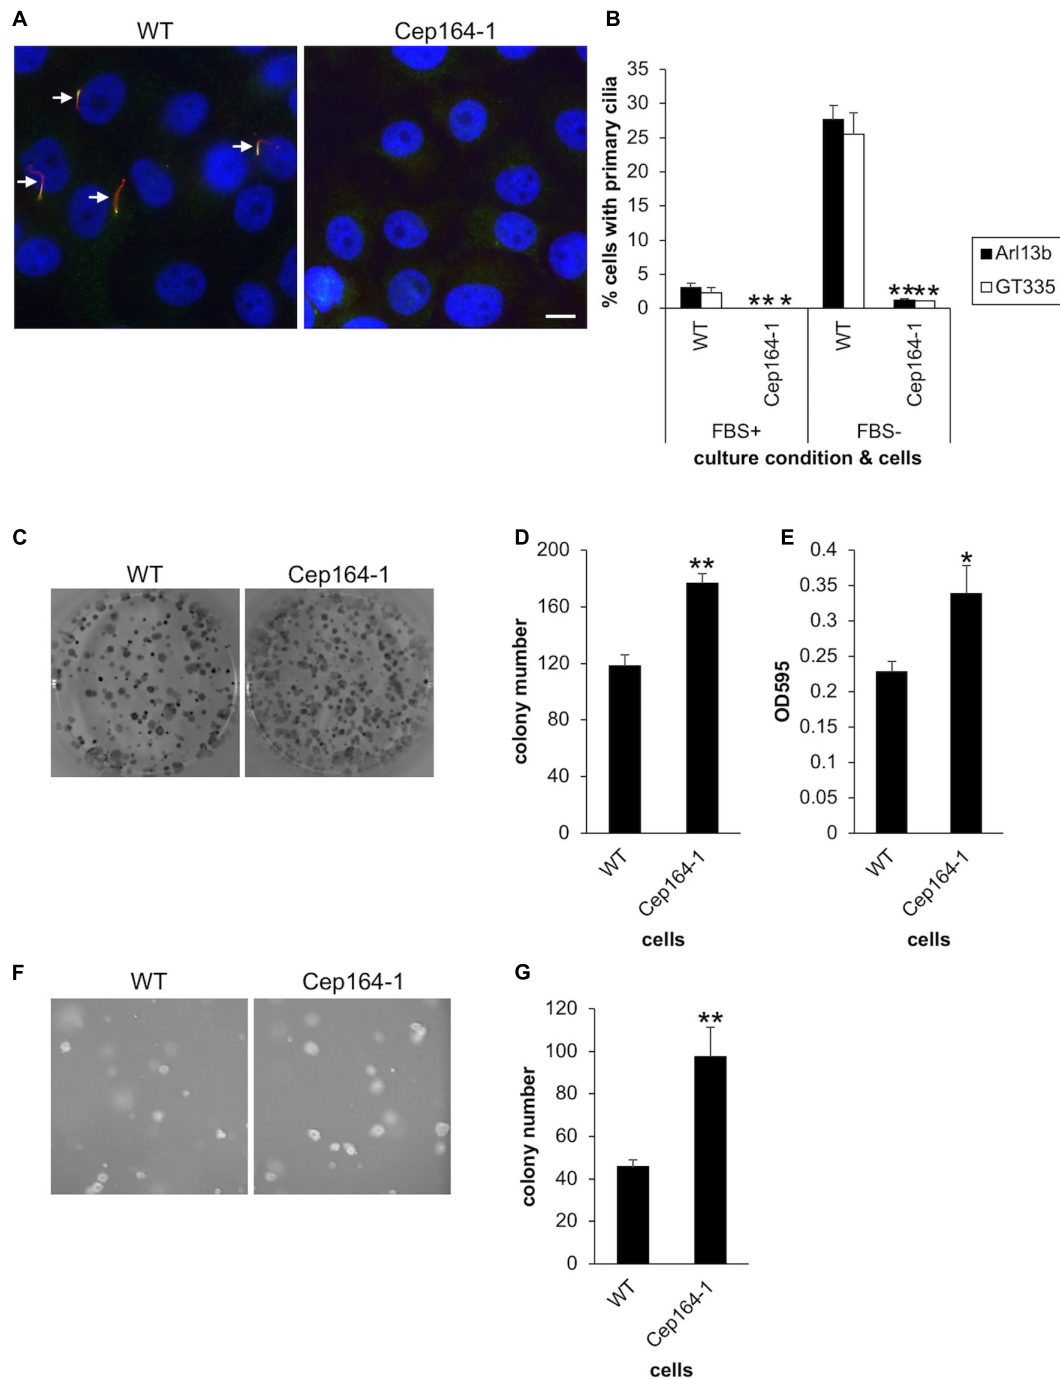 A
WT
Cep164-1
B
% cells with primary cilia
35
30
25
20
15
10
5
0
*** *
****
WT
Cep164-1
WT
Cep164-1
FBS+
FBS-
culture condition & cells
Arl13b
GT335
C
WT
Cep164-1
D
colony mumber
200
160
120
80
40
0
**
WT
Cep164-1
cells
E
OD595
0.4
0.35
0.3
0.25
0.2
0.15
0.1
0.05
0
*
WT
Cep164-1
cells
F
WT
Cep164-1
G
colony number
120
100
80
60
40
20
0
**
WT
Cep164-1
cells